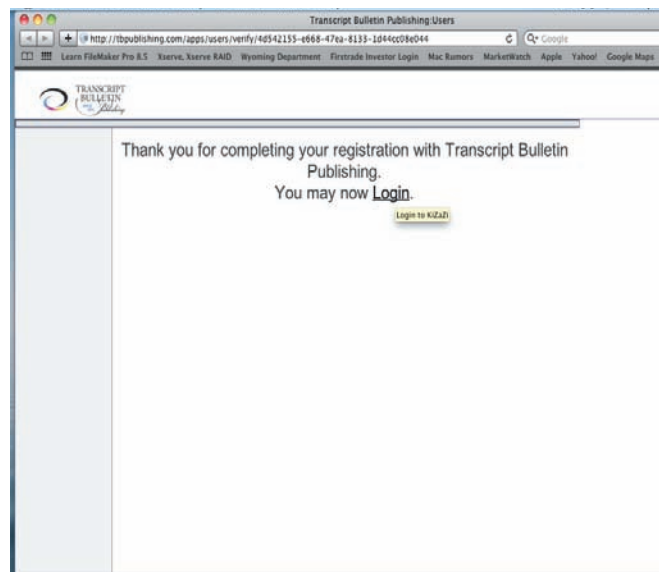 Transcript Bulletin Publishing:Users
http://tbpublishing.com/apps/users/verify/4d542155-e668-47ea-8133-1d44cc08e044
Google
Learn FileMaker Pro 8.5 Xserve, Xserve RAID Wyoming Department Firstrade Investor Login Mac Rumors MarketWatch Apple Yahoo! Google Maps
TRANSCRIPT
BULLETIN
Publishing
Thank you for completing your registration with Transcript Bulletin
Publishing.
You may now Login.
Login to KiZaZi